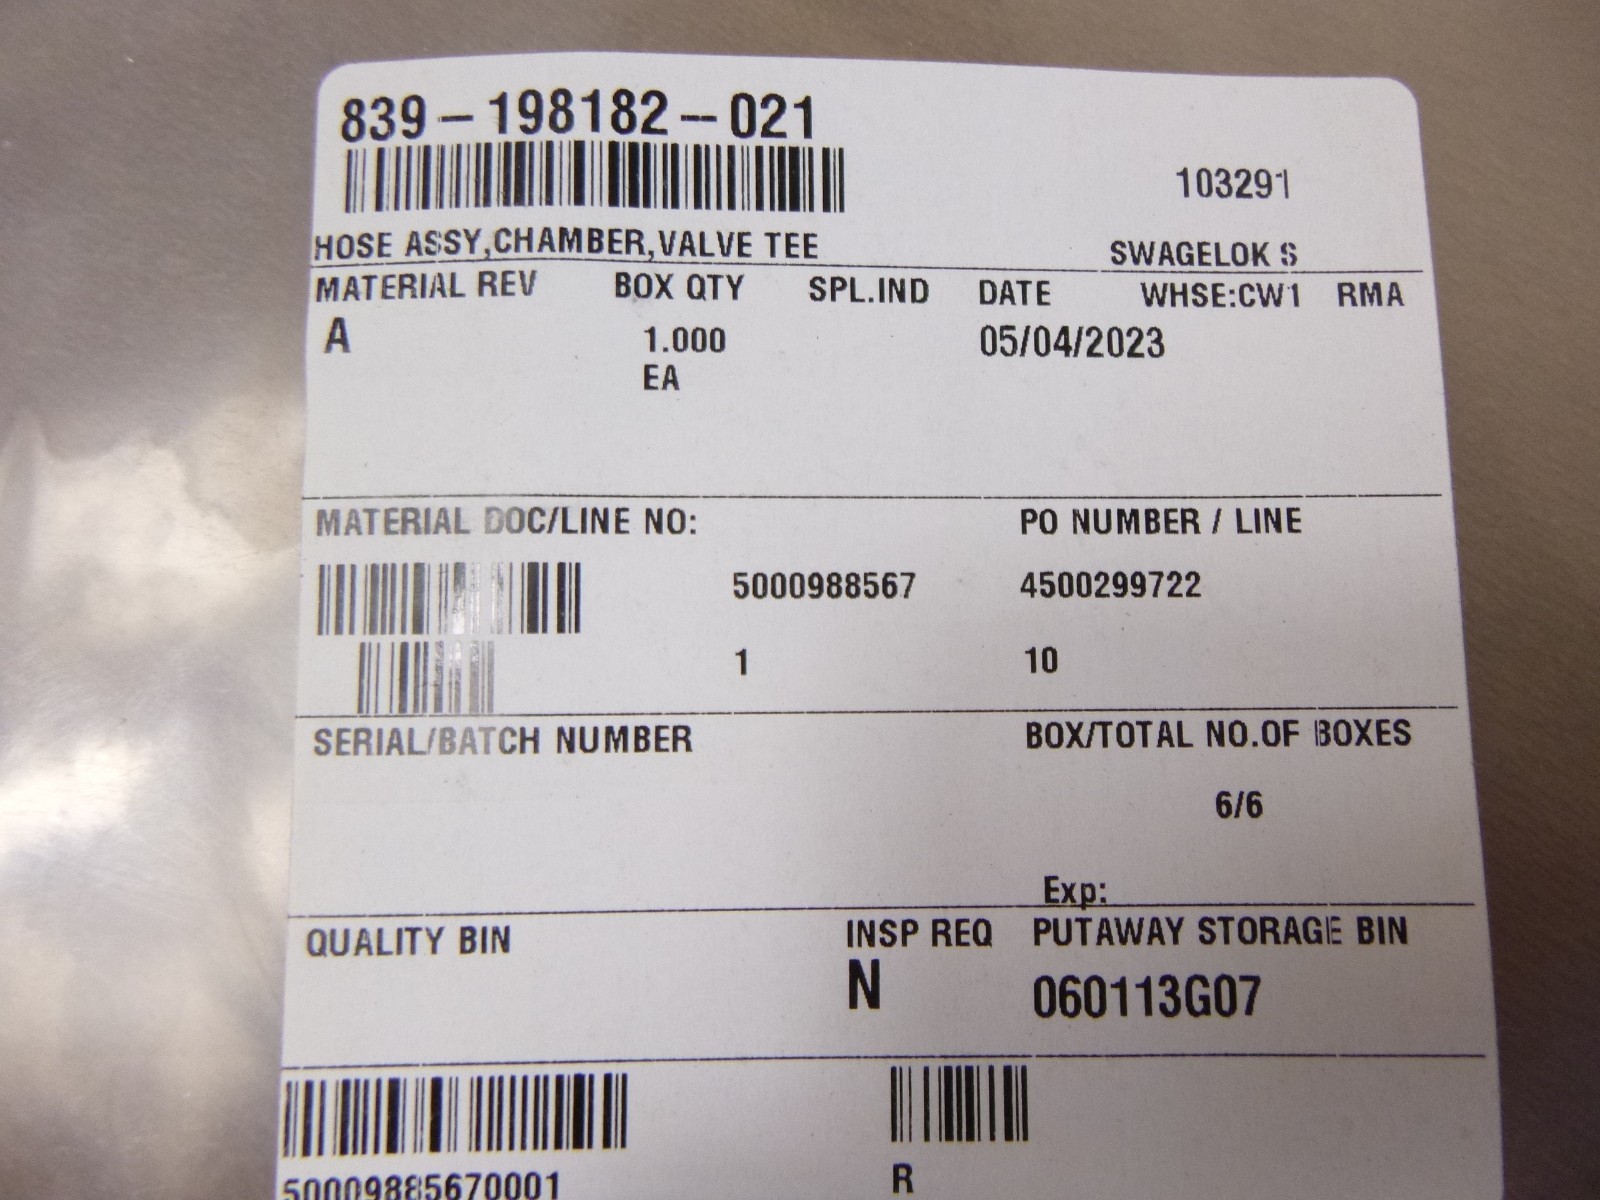 839-198182-021
103291
HOSE ASSY,CHAMBER,VALVE TEE SWAGELOK S
MATERIAL REV BOX QTY SPL.IND DATE WHSE:CW1 RMA
A 1.000 05/04/2023
EA
MATERIAL DOC/LINE NO: PO NUMBER / LINE
5000988567 4500299722
1 10
SERIAL/BATCH NUMBER BOX/TOTAL NO.OF BOXES
6/6
Exp:
QUALITY BIN INSP REQ PUTAWAY STORAGE BIN
N 060113G07
50009885670001 R